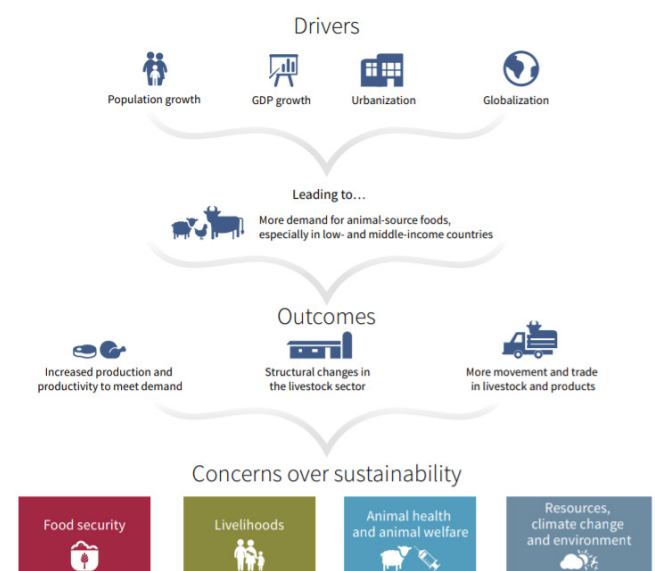 Drivers
Population growth
GDP growth
Urbanization
Globalization
Leading to...
More demand for animal-source foods,
especially in low- and middle-income countries
Outcomes
Increased production and
productivity to meet demand
Structural changes in
the livestock sector
More movement and trade
in livestock and products
Concerns over sustainability
Food security
Livelihoods
Animal health
and animal welfare
Resources,
climate change
and environment